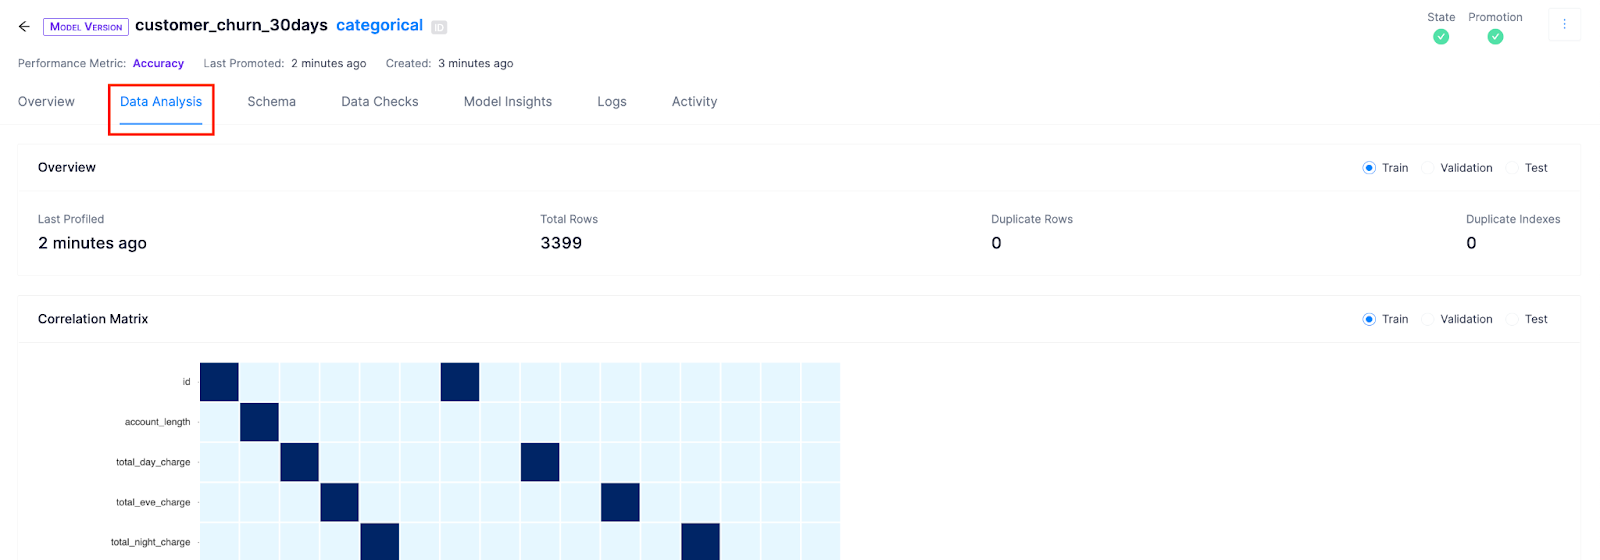 MODEL VERSION customer_churn_30days categorical ID
State Promotion
Performance Metric: Accuracy Last Promoted: 2 minutes ago Created: 3 minutes ago
Overview Data Analysis Schema Data Checks Model Insights Logs Activity
Overview Train Validation Test
Last Profiled Total Rows Duplicate Rows Duplicate Indexes
2 minutes ago 3399 0 0
Correlation Matrix Train Validation Test
id
account_length
total_day_charge
total_eve_charge
total_night_charge